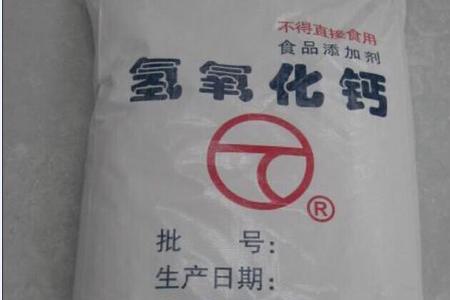 不得直接食用
食品添加剂
氢氧化钙
®
批 号：
生产日期：